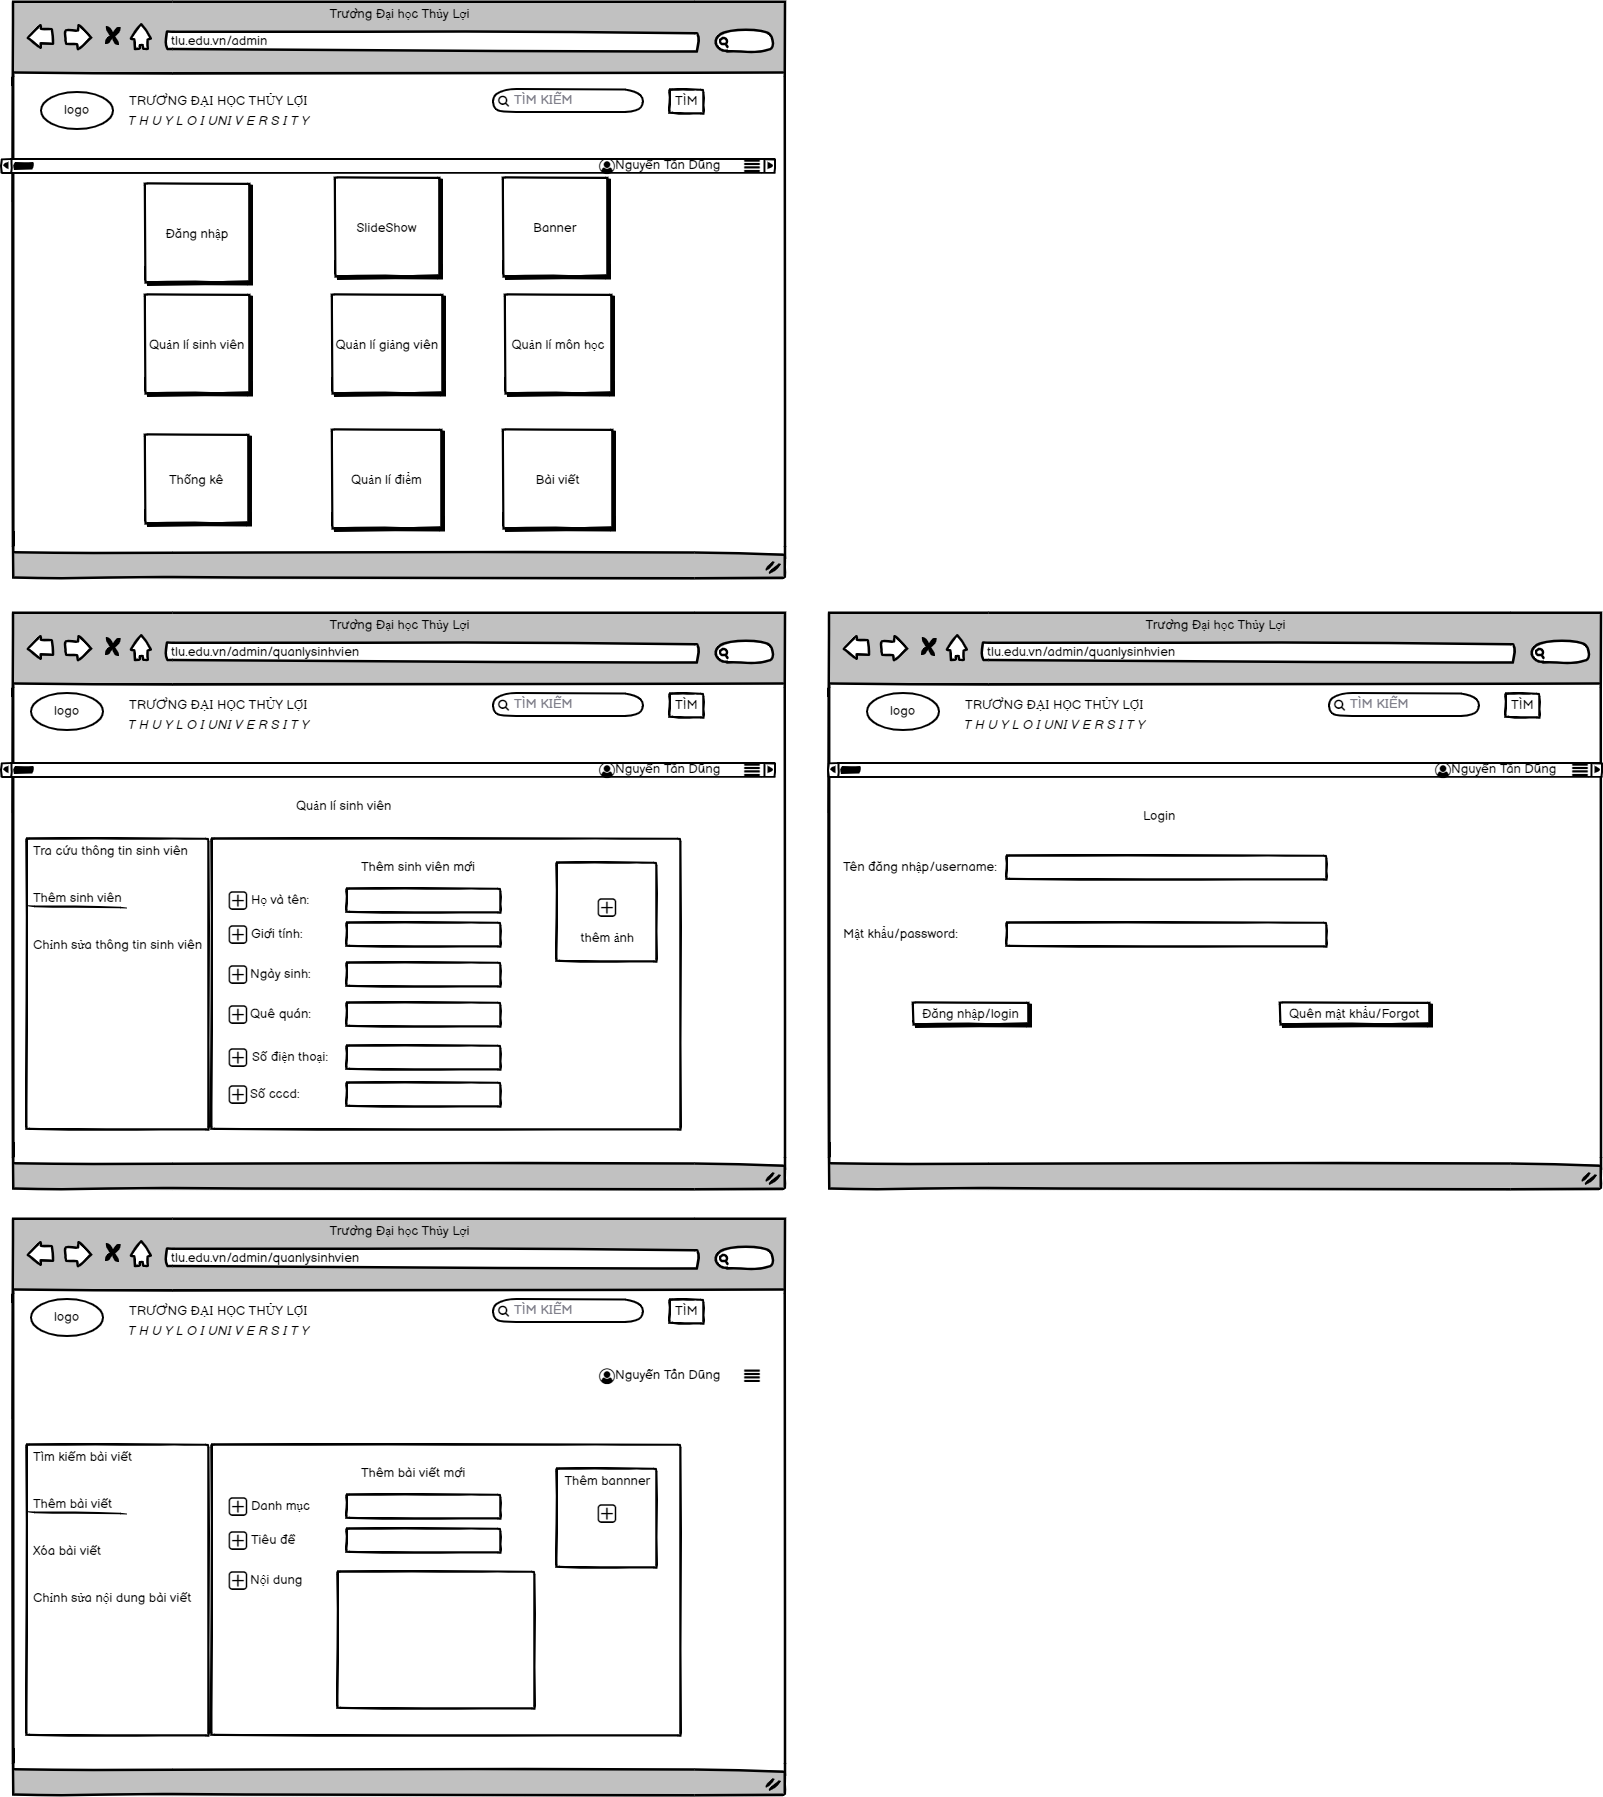 Trường Đại học Thủy Lợi
tlu.edu.vn/admin
logo
TRƯỜNG ĐẠI HỌC THỦY LỢI
T H U Y L O I U N I V E R S I T Y
TÌM KIẾM
TÌM
Nguyễn Tấn Dũng
Đăng nhập
SlideShow
Banner
Quản lí sinh viên
Quản lí giảng viên
Quản lí môn học
Thống kê
Quản lí điểm
Bài viết
Trường Đại học Thủy Lợi
tlu.edu.vn/admin/quanlysinhvien
logo
TRƯỜNG ĐẠI HỌC THỦY LỢI
T H U Y L O I U N I V E R S I T Y
TÌM KIẾM
TÌM
Nguyễn Tấn Dũng
Quản lí sinh viên
Tra cứu thông tin sinh viên
Thêm sinh viên
Chỉnh sửa thông tin sinh viên
Thêm sinh viên mới
Họ và tên:
Giới tính:
Ngày sinh:
Quê quán:
Số điện thoại:
Số cccd:
thêm ảnh
Trường Đại học Thủy Lợi
tlu.edu.vn/admin/quanlysinhvien
logo
TRƯỜNG ĐẠI HỌC THỦY LỢI
T H U Y L O I U N I V E R S I T Y
TÌM KIẾM
TÌM
Nguyễn Tấn Dũng
Login
Tên đăng nhập/username:
Mật khẩu/password:
Đăng nhập/login
Quên mật khẩu/Forgot
Trường Đại học Thủy Lợi
tlu.edu.vn/admin/quanlysinhvien
logo
TRƯỜNG ĐẠI HỌC THỦY LỢI
T H U Y L O I U N I V E R S I T Y
TÌM KIẾM
TÌM
Nguyễn Tấn Dũng
Tìm kiếm bài viết
Thêm bài viết
Xóa bài viết
Chỉnh sửa nội dung bài viết
Thêm bài viết mới
Danh mục
Tiêu đề
Nội dung
Thêm bannner